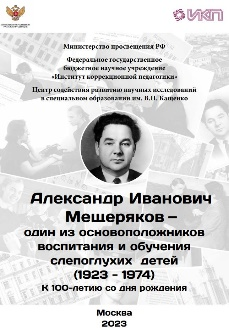 ИКП
Министерство просвещения РФ
Федеральное государственное
бюджетное научное учреждение
«Институт коррекционной педагогики»
Центр содействия развитию научных исследований
в специальном образовании им. В.П. Кащенко
Александр Иванович
Мещеряков –
один из основоположников
воспитания и обучения
слепоглухих детей
(1923 - 1974)
К 100-летию со дня рождения
Москва
2023